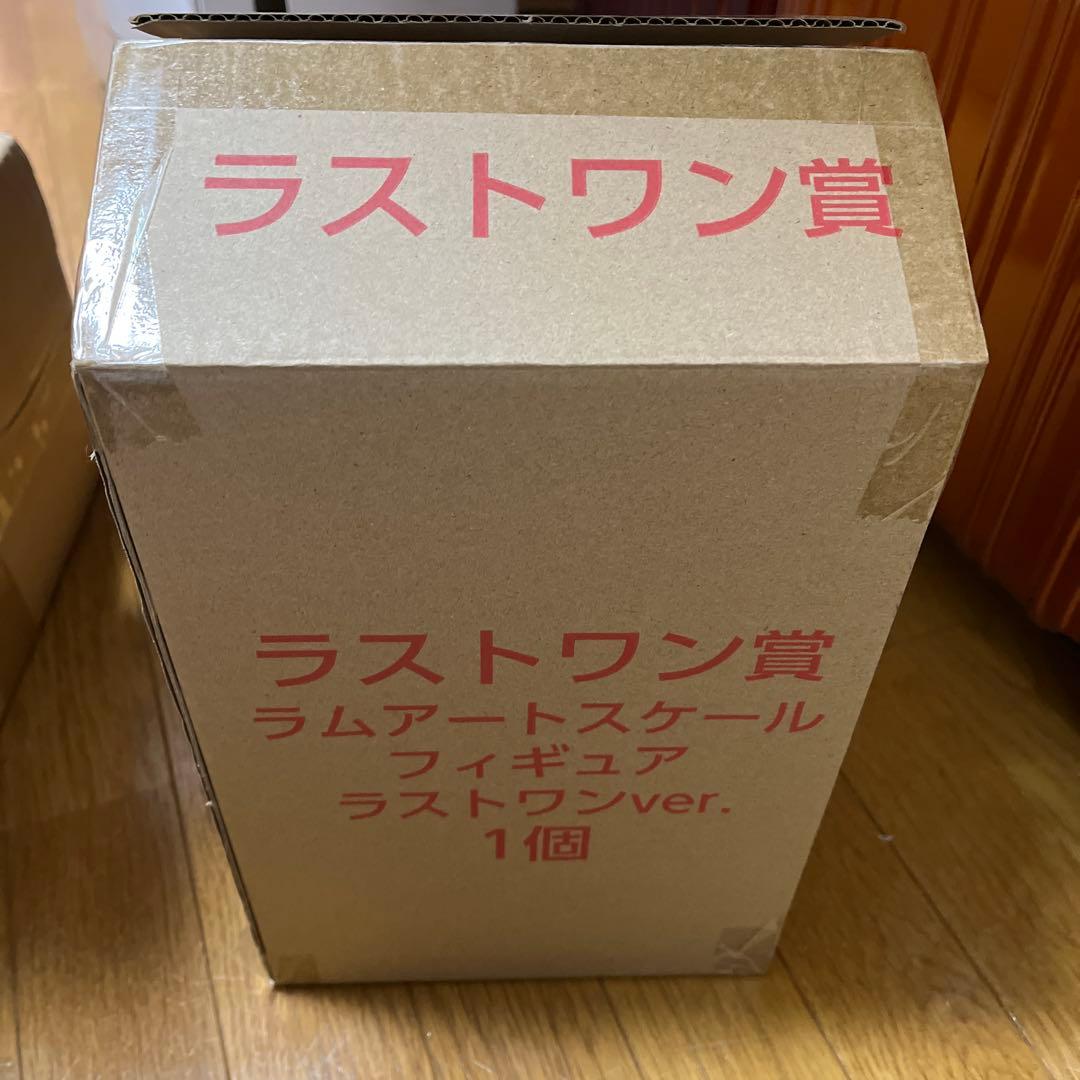 ラストワン賞
ラストワン賞
ラムアートスケール
フィギュア
ラストワンver.
1個